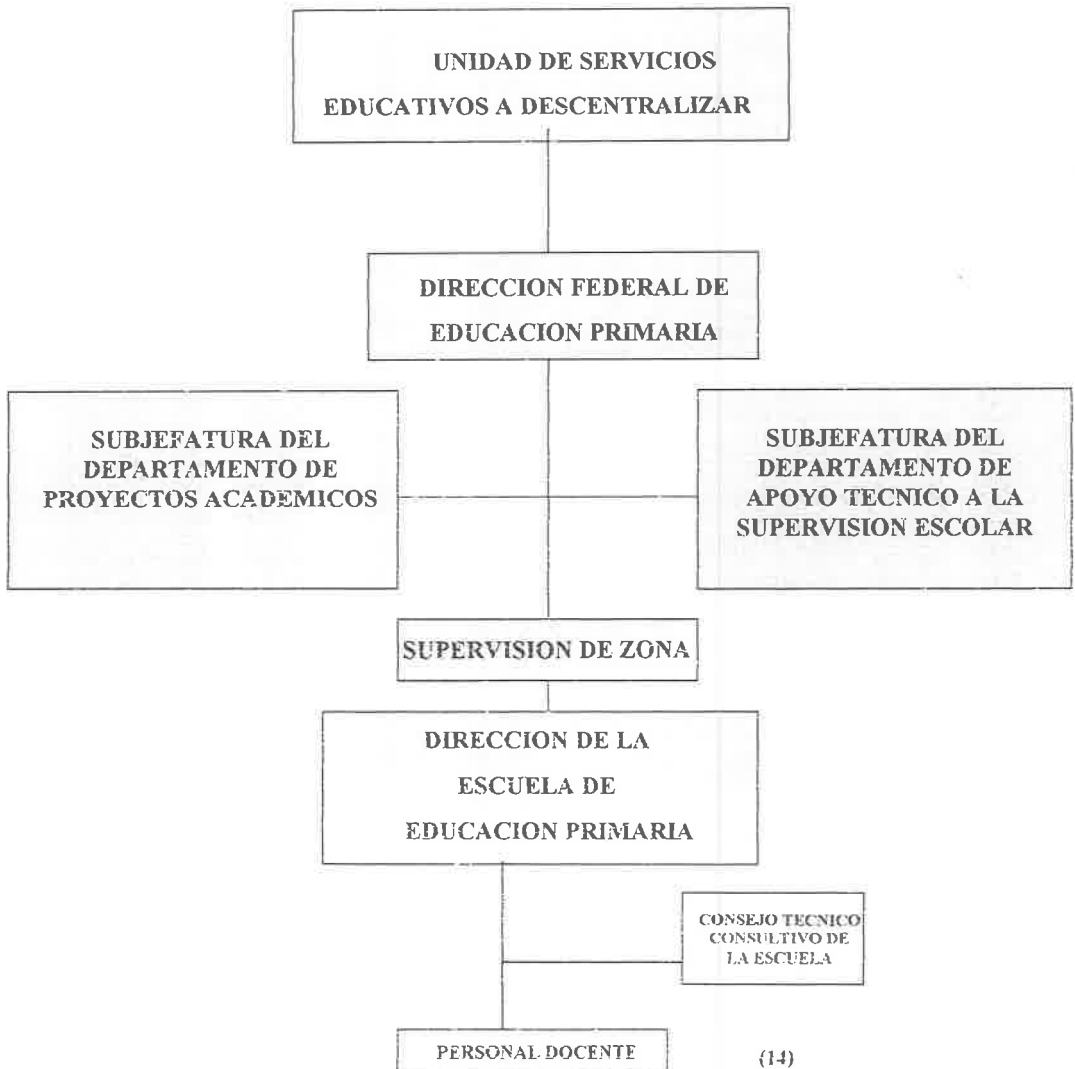 UNIDAD DE SERVICIOS
EDUCATIVOS A DESCENTRALIZAR
DIRECCION FEDERAL DE
EDUCACION PRIMARIA
SUBJEFATURA DEL
DEPARTAMENTO DE
PROYECTOS ACADEMICOS
SUBJEFATURA DEL
DEPARTAMENTO DE
APOYO TECNICO A LA
SUPERVISION ESCOLAR
SUPERVISION DE ZONA
DIRECCION DE LA
ESCUELA DE
EDUCACION PRIMARIA
CONSEJO TECNICO
CONSULTIVO DE
LA ESCUELA
PERSONAL DOCENTE
(14)